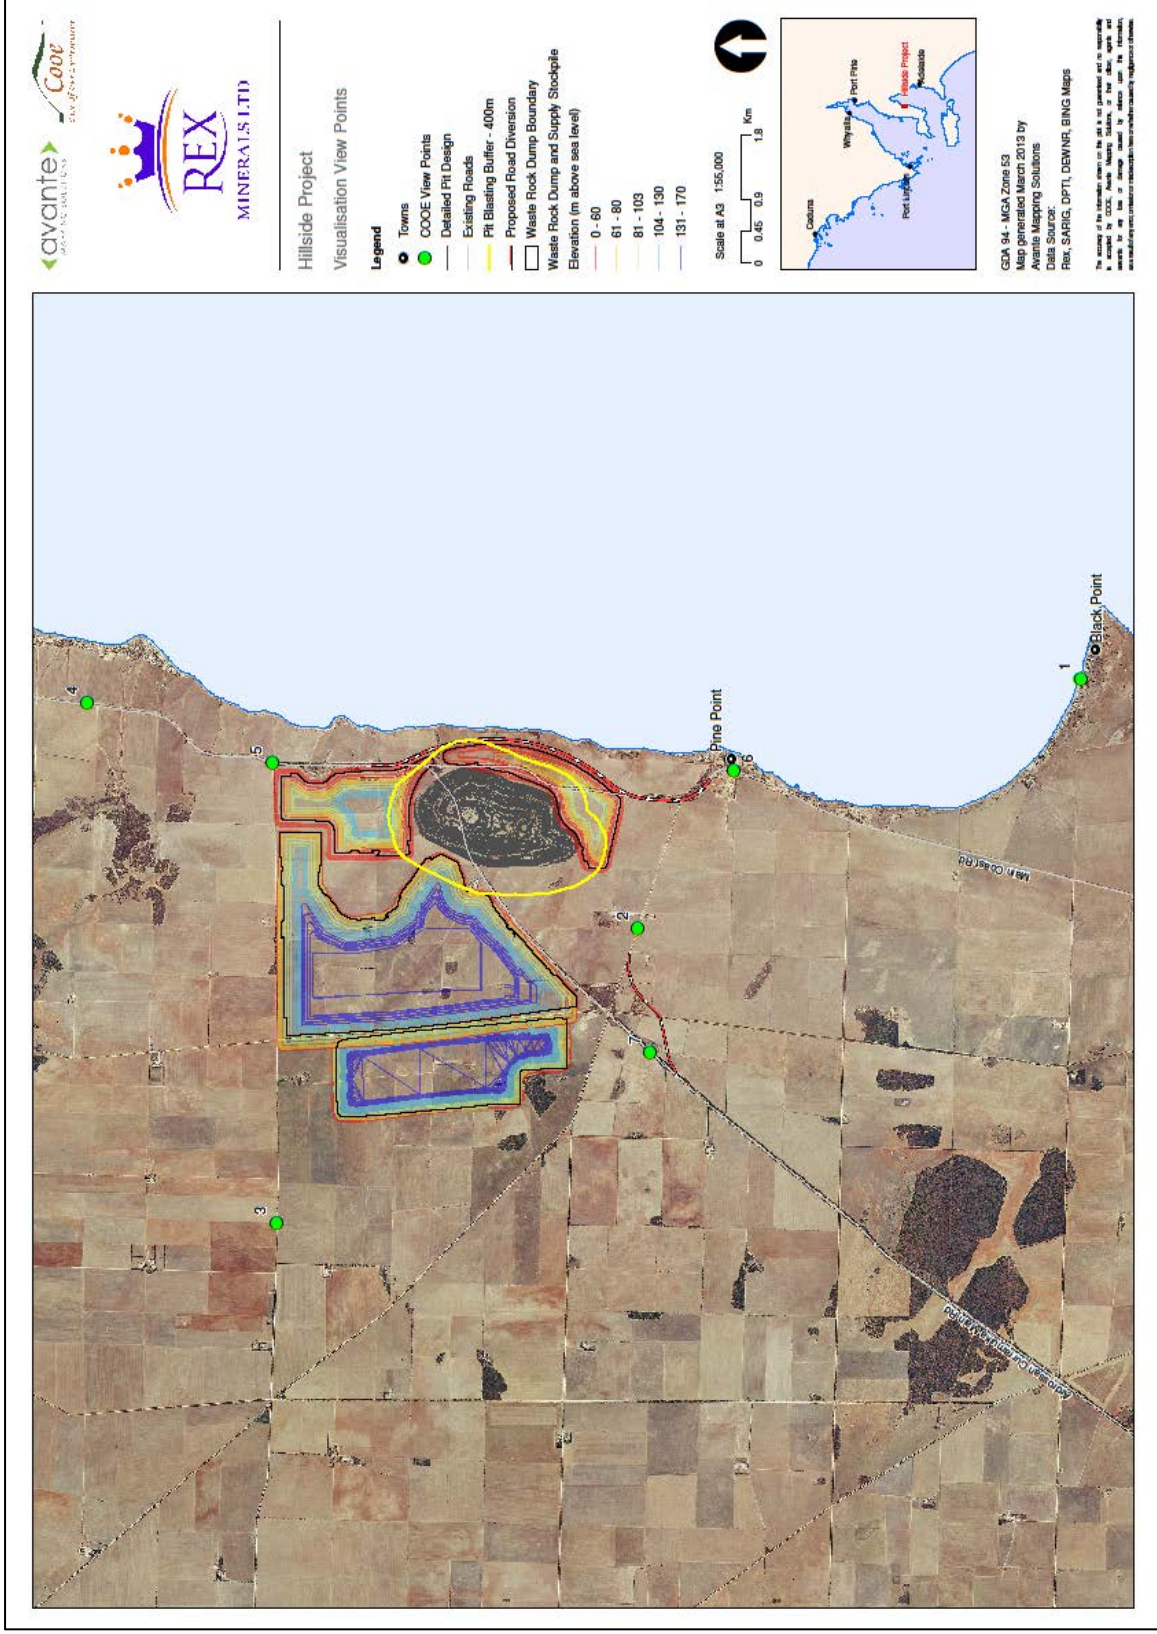 avante
MAPPING SOLUTIONS
Cooe
REX
MINERALS LTD
Hillside Project
Visualisation View Points
Legend
Towns
COOE View Points
Detailed Pit Design
Existing Roads
Pit Blasting Buffer - 400m
Proposed Road Diversion
Waste Rock Dump Boundary
Waste Rock Dump and Supply Stockpile
Elevation (m above sea level)
0 - 60
61 - 80
81 - 103
104 - 130
131 - 170
Scale at A3 1:55,000
0 0.45 0.9 1.8 Km
Ceduna
Whyalla
Port Pirie
Port Lincoln
Hillside Project
Adelaide
GDA 94 - MGA Zone 53
Map generated March 2013 by
Avante Mapping Solutions
Data Source:
Rex, SARIG, DPTI, DEWNR, BING Maps
4
5
3
2
7
6
1
Pine Point
Black Point
Main Coast Rd